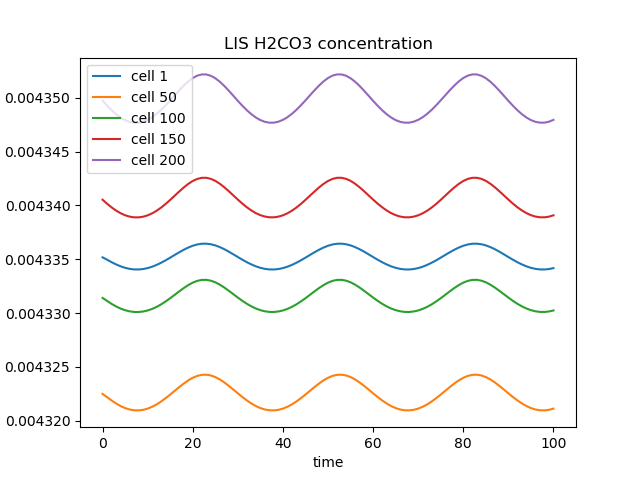 LIS H2CO3 concentration
cell 1
cell 50
cell 100
cell 150
cell 200
0.004350
0.004345
0.004340
0.004335
0.004330
0.004325
0.004320
0 20 40 60 80 100
time